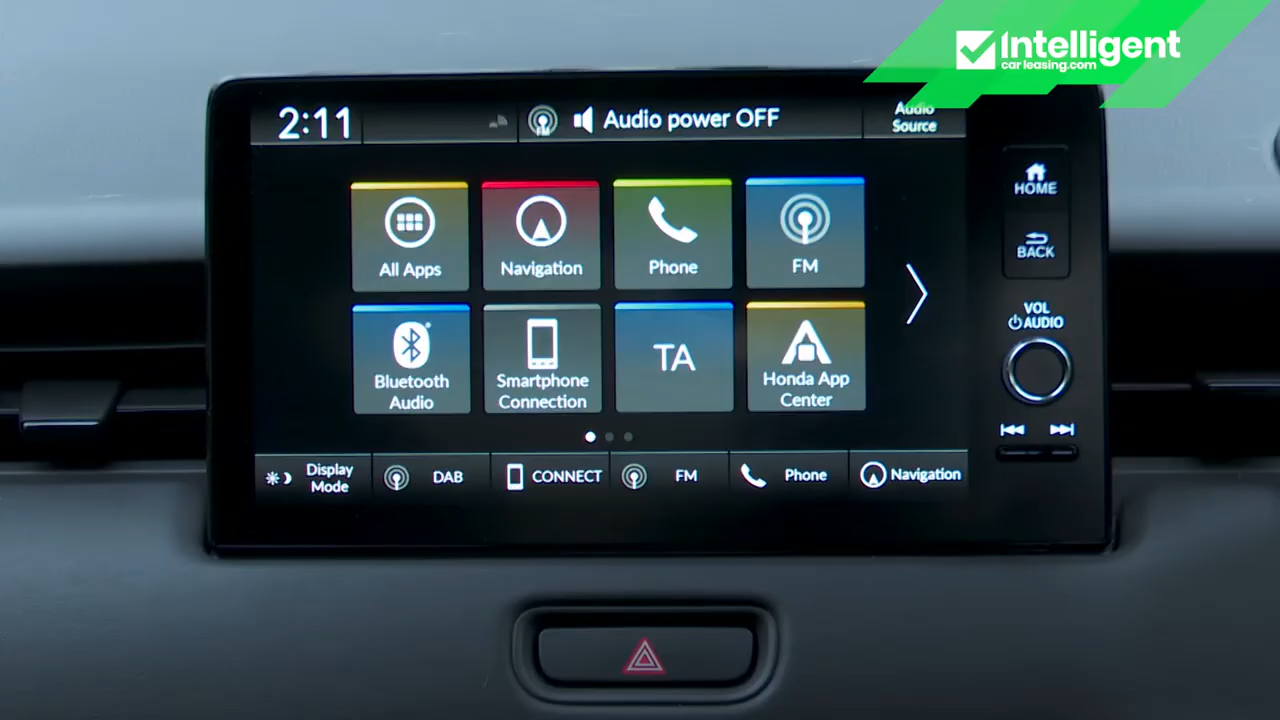 Intelligent
carleasing.com
2:11
FM
Audio power OFF
Audio
Source
All Apps
Navigation
Phone
FM
Bluetooth
Audio
Smartphone
Connection
TA
Honda App
Center
Display
Mode
DAB
CONNECT
FM
Phone
Navigation
HOME
BACK
VOL
AUDIO